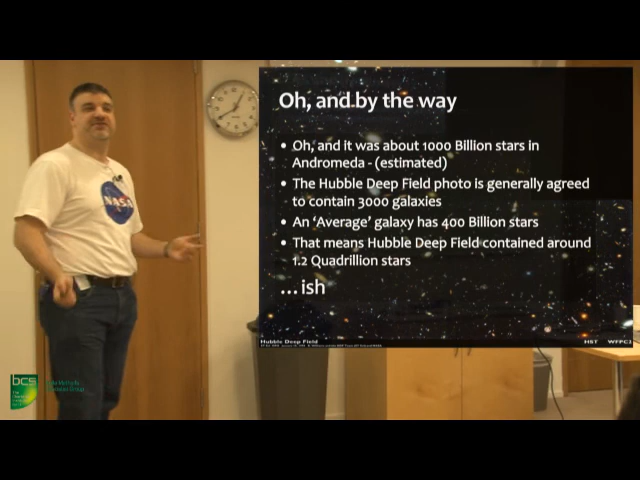 Oh, and by the way
• Oh, and it was about 1000 Billion stars in
Andromeda - (estimated)
• The Hubble Deep Field photo is generally agreed
to contain 3000 galaxies
• An ‘Average’ galaxy has 400 Billion stars
• That means Hubble Deep Field contained around
1.2 Quadrillion stars
…ish
Hubble Deep Field
HST
NASA
bcs